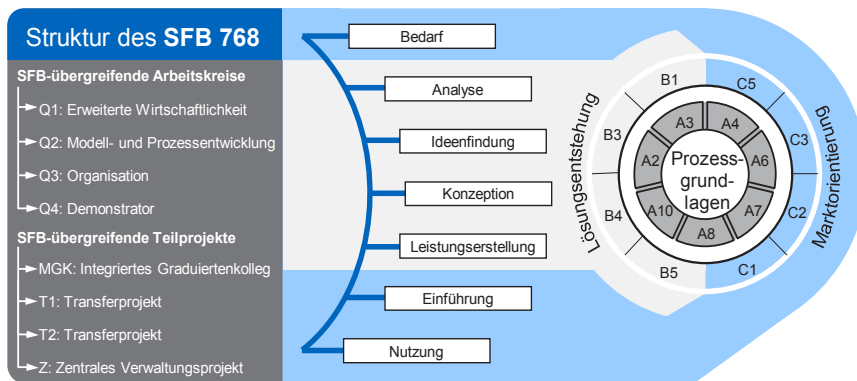 Struktur des SFB 768
SFB-übergreifende Arbeitskreise
Q1: Erweiterte Wirtschaftlichkeit
Q2: Modell- und Prozessentwicklung
Q3: Organisation
Q4: Demonstrator
SFB-übergreifende Teilprojekte
MGK: Integriertes Graduiertenkolleg
T1: Transferprojekt
T2: Transferprojekt
Z: Zentrales Verwaltungsprojekt
Bedarf
Analyse
Ideenfindung
Konzeption
Leistungserstellung
Einführung
Nutzung
Lösungsentstehung
B1
B3
B4
B5
A3
A4
A2
A6
A10
A7
A8
Prozess-
grund-
lagen
C5
C3
C2
C1
Marktorientierung